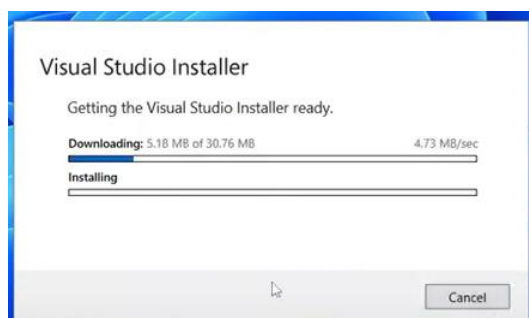 Visual Studio Installer
Getting the Visual Studio Installer ready.
Downloading: 5.18 MB of 30.76 MB 4.73 MB/sec
Installing
Cancel